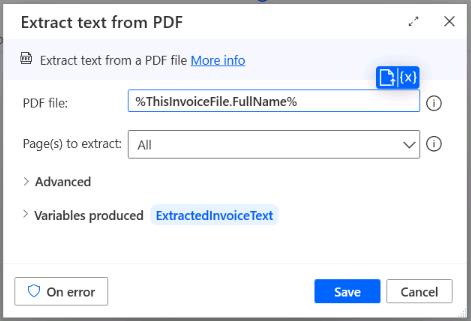 Extract text from PDF
Extract text from a PDF file More info
{x}
PDF file: %ThisInvoiceFile.FullName%
Page(s) to extract: All
Advanced
Variables produced ExtractedInvoiceText
On error Save Cancel